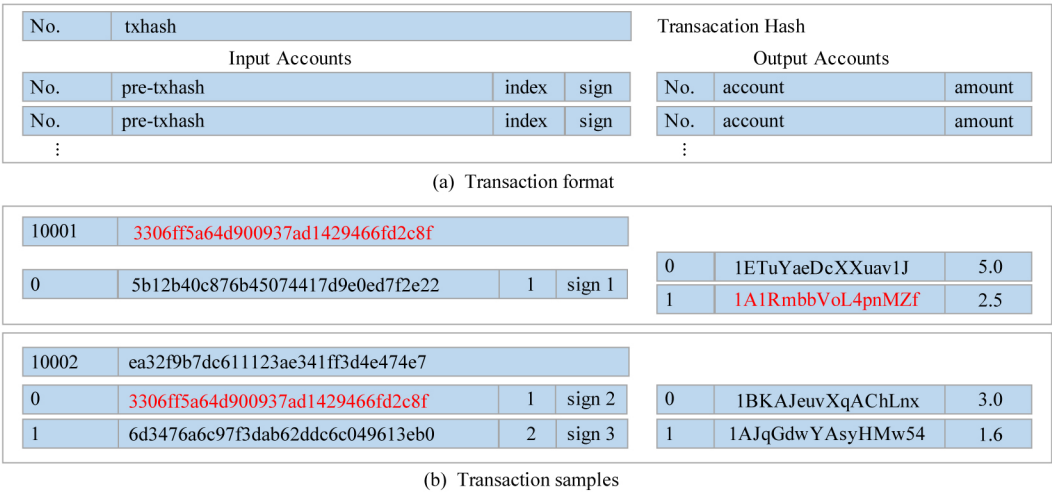 No. txhash Transacation Hash
Input Accounts Output Accounts
No. pre-txhash index sign No. account amount
No. pre-txhash index sign No. account amount
⋮ ⋮
(a) Transaction format
10001 3306ff5a64d900937ad1429466fd2c8f
0 1ETuYaeDcXXuav1J 5.0
0 5b12b40c876b45074417d9e0ed7f2e22 1 sign 1
1 1A1RmbbVoL4pnMZf 2.5
10002 ea32f9b7dc611123ae341ff3d4e474e7
0 3306ff5a64d900937ad1429466fd2c8f 1 sign 2 0 1BKAJeuvXqAChLnx 3.0
1 6d3476a6c97f3dab62ddc6c049613eb0 2 sign 3 1 1AJqGdwYAsyHMw54 1.6
(b) Transaction samples